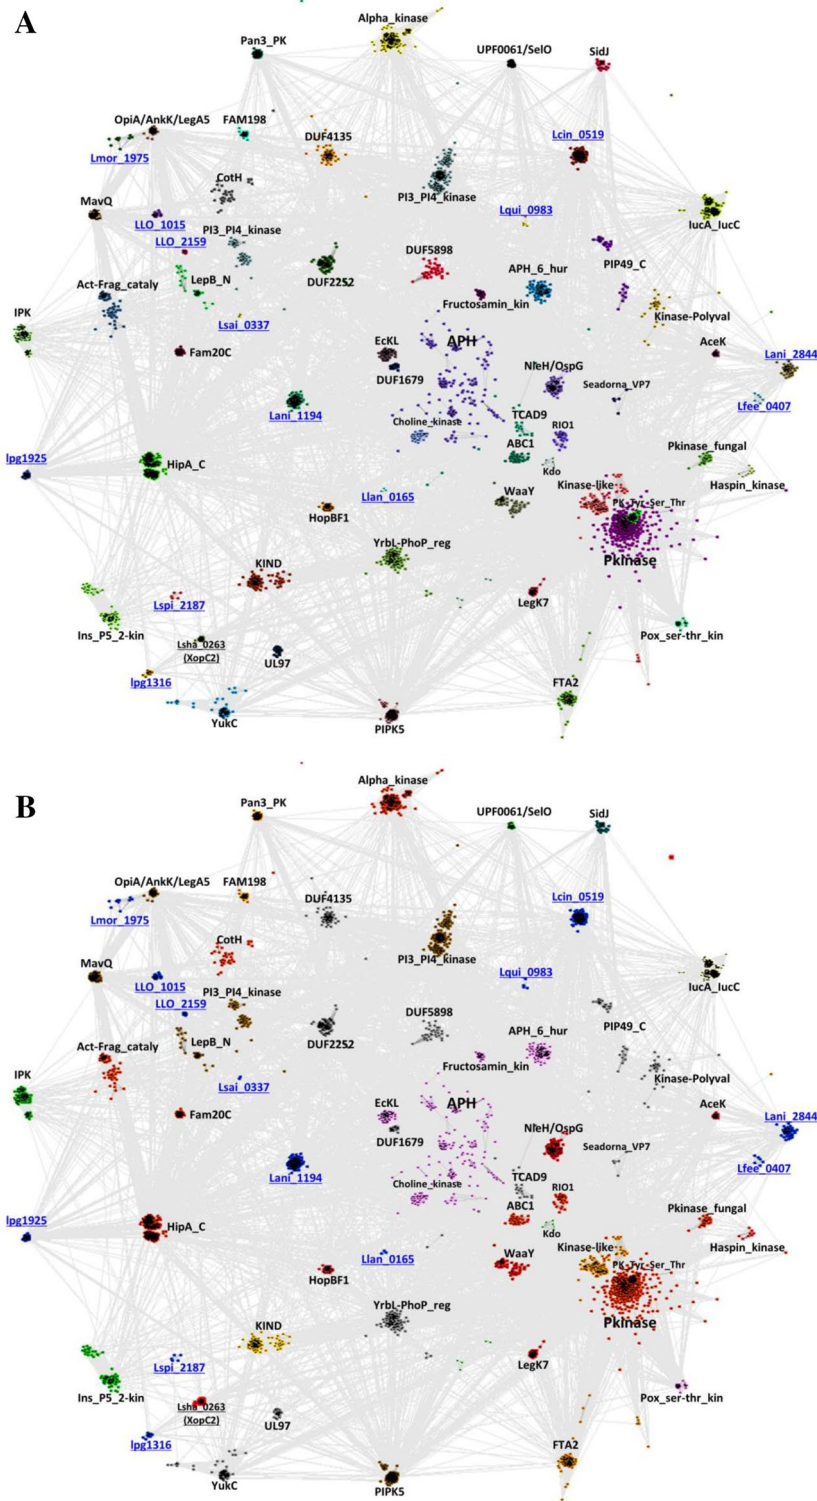 A
Alpha_kinase
Pan3_PK
UPF0061/SelO
SidJ
OpiA/AnkK/LegA5
FAM198
DUF4135
Lcin_0519
Lmor_1975
CotH
PI3_PI4_kinase
MavQ
LLO_1015
Lqui_0983
IucA_IucC
PI3_PI4_kinase
LLO_2159
DUF5898
PIP49_C
APH_6_hur
Act-Frag_cataly
LepB_N
DUF2252
Fructosamin_kin
Kinase-Polyval
IPK
Lsai_0337
EcKL
APH
AceK
Fam20C
Lani_2844
DUF1679
NleH/OspG
Seadorna_VP7
Lfee_0407
Lani_1194
Choline_kinase
TCAD9
RIO1
ABC1
Pkinase_fungal
lpg1925
HipA_C
Kdo
Llan_0165
WaaY
Kinase-like
Haspin_kinase
PK_Tyr_Ser_Thr
HopBF1
YrbL-PhoP_reg
Pkinase
KIND
LegK7
Lspi_2187
Ins_P5_2-kin
Lsha_0263
(XopC2)
UL97
Pox_ser-thr_kin
lpg1316
FTA2
YukC
PIPK5
B
Alpha_kinase
Pan3_PK
UPF0061/SelO
SidJ
OpiA/AnkK/LegA5
FAM198
DUF4135
Lcin_0519
Lmor_1975
CotH
PI3_PI4_kinase
MavQ
LLO_1015
Lqui_0983
IucA_IucC
PI3_PI4_kinase
LLO_2159
DUF5898
PIP49_C
APH_6_hur
Act-Frag_cataly
LepB_N
DUF2252
Fructosamin_kin
Kinase-Polyval
IPK
Lsai_0337
EcKL
APH
AceK
Fam20C
Lani_2844
DUF1679
NleH/OspG
Seadorna_VP7
Lfee_0407
Lani_1194
Choline_kinase
TCAD9
RIO1
ABC1
Pkinase_fungal
lpg1925
HipA_C
Kdo
Llan_0165
WaaY
Kinase-like
Haspin_kinase
PK_Tyr_Ser_Thr
HopBF1
YrbL-PhoP_reg
Pkinase
KIND
LegK7
Lspi_2187
Ins_P5_2-kin
Lsha_0263
(XopC2)
UL97
Pox_ser-thr_kin
lpg1316
FTA2
YukC
PIPK5